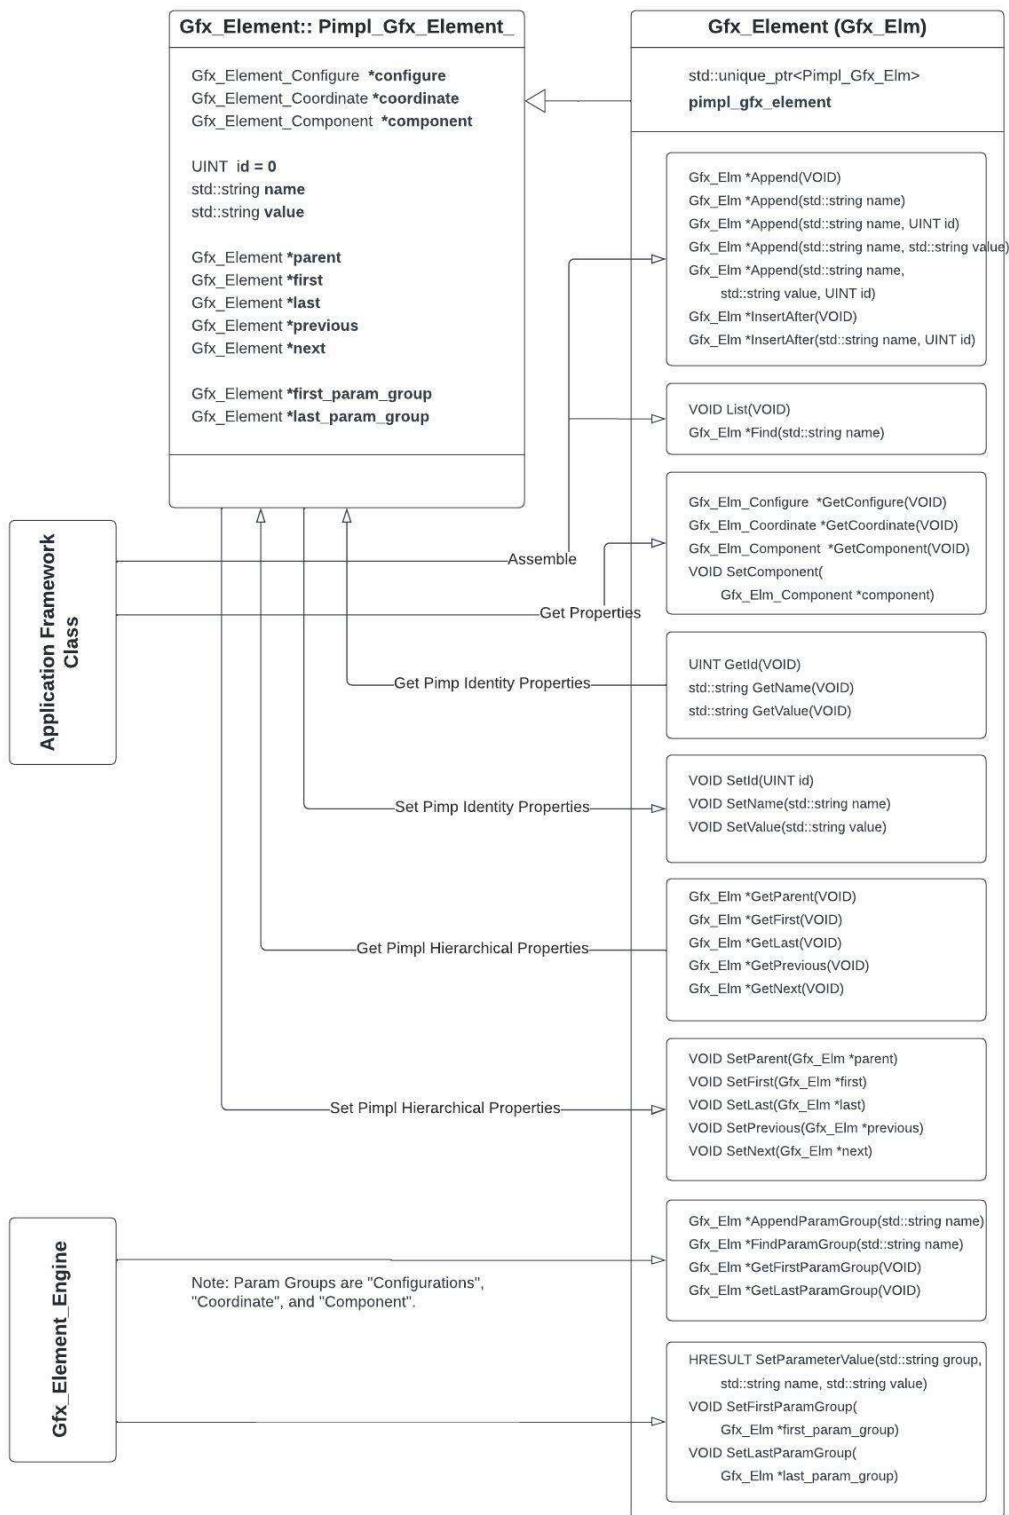 Gfx_Element:: Pimpl_Gfx_Element_
Gfx_Element_Configure *configure
Gfx_Element_Coordinate *coordinate
Gfx_Element_Component *component
UINT id = 0
std::string name
std::string value
Gfx_Element *parent
Gfx_Element *first
Gfx_Element *last
Gfx_Element *previous
Gfx_Element *next
Gfx_Element *first_param_group
Gfx_Element *last_param_group
Gfx_Element (Gfx_Elm)
std::unique_ptr<Pimpl_Gfx_Elm>
pimpl_gfx_element
Gfx_Elm *Append(VOID)
Gfx_Elm *Append(std::string name)
Gfx_Elm *Append(std::string name, UINT id)
Gfx_Elm *Append(std::string name, std::string value)
Gfx_Elm *Append(std::string name,
std::string value, UINT id)
Gfx_Elm *InsertAfter(VOID)
Gfx_Elm *InsertAfter(std::string name, UINT id)
VOID List(VOID)
Gfx_Elm *Find(std::string name)
Gfx_Elm_Configure *GetConfigure(VOID)
Gfx_Elm_Coordinate *GetCoordinate(VOID)
Gfx_Elm_Component *GetComponent(VOID)
VOID SetComponent(
Gfx_Elm_Component *component)
Application Framework
Class
Assemble
Get Properties
Get Pimp Identity Properties
UINT GetId(VOID)
std::string GetName(VOID)
std::string GetValue(VOID)
Set Pimp Identity Properties
VOID SetId(UINT id)
VOID SetName(std::string name)
VOID SetValue(std::string value)
Get Pimpl Hierarchical Properties
Gfx_Elm *GetParent(VOID)
Gfx_Elm *GetFirst(VOID)
Gfx_Elm *GetLast(VOID)
Gfx_Elm *GetPrevious(VOID)
Gfx_Elm *GetNext(VOID)
Set Pimpl Hierarchical Properties
VOID SetParent(Gfx_Elm *parent)
VOID SetFirst(Gfx_Elm *first)
VOID SetLast(Gfx_Elm *last)
VOID SetPrevious(Gfx_Elm *previous)
VOID SetNext(Gfx_Elm *next)
Gfx_Element_Engine
Note: Param Groups are "Configurations",
"Coordinate", and "Component".
Gfx_Elm *AppendParamGroup(std::string name)
Gfx_Elm *FindParamGroup(std::string name)
Gfx_Elm *GetFirstParamGroup(VOID)
Gfx_Elm *GetLastParamGroup(VOID)
HRESULT SetParameterValue(std::string group,
std::string name, std::string value)
VOID SetFirstParamGroup(
Gfx_Elm *first_param_group)
VOID SetLastParamGroup(
Gfx_Elm *last_param_group)